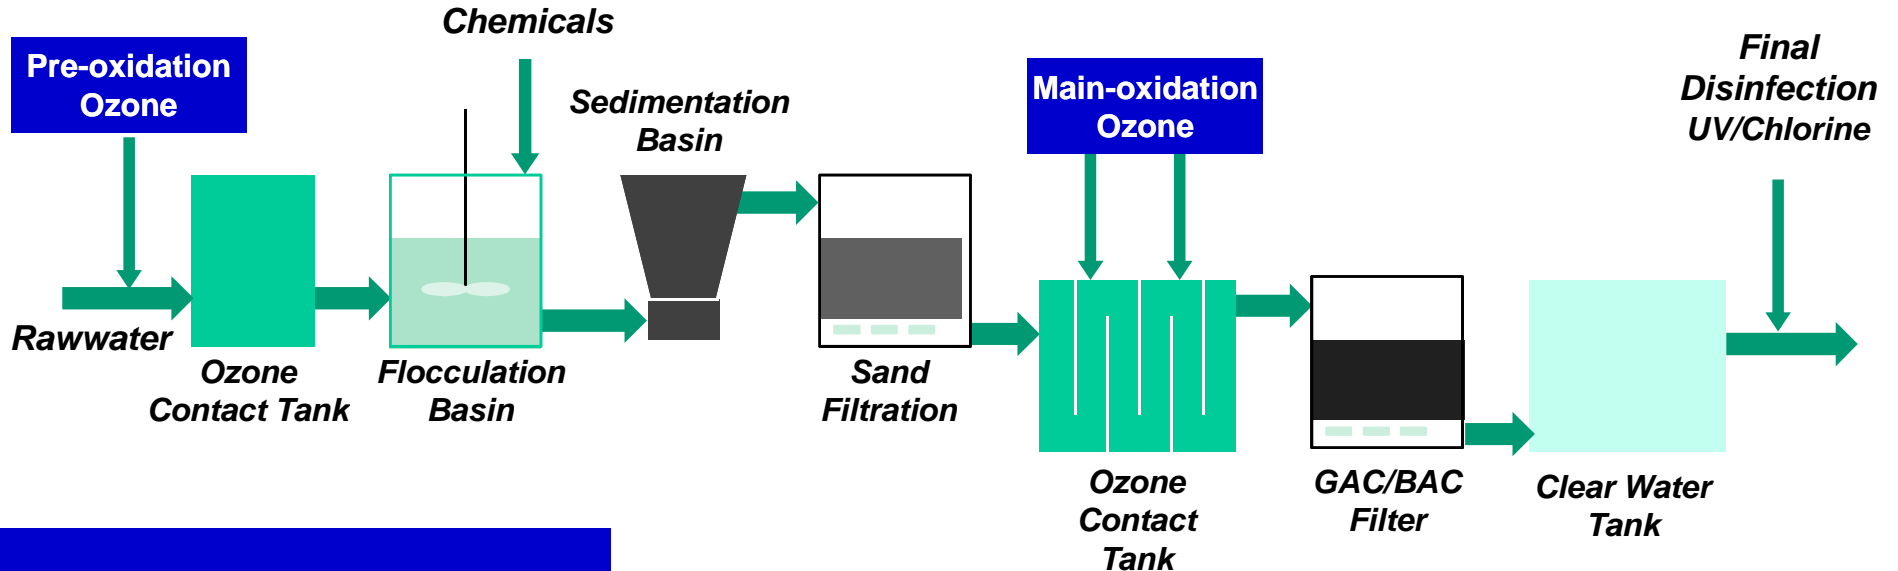 Chemicals
Pre-oxidation
Ozone
Sedimentation
Basin
Main-oxidation
Ozone
Final
Disinfection
UV/Chlorine
Rawwater
Ozone
Contact Tank
Flocculation
Basin
Sand
Filtration
Ozone
Contact
Tank
GAC/BAC
Filter
Clear Water
Tank